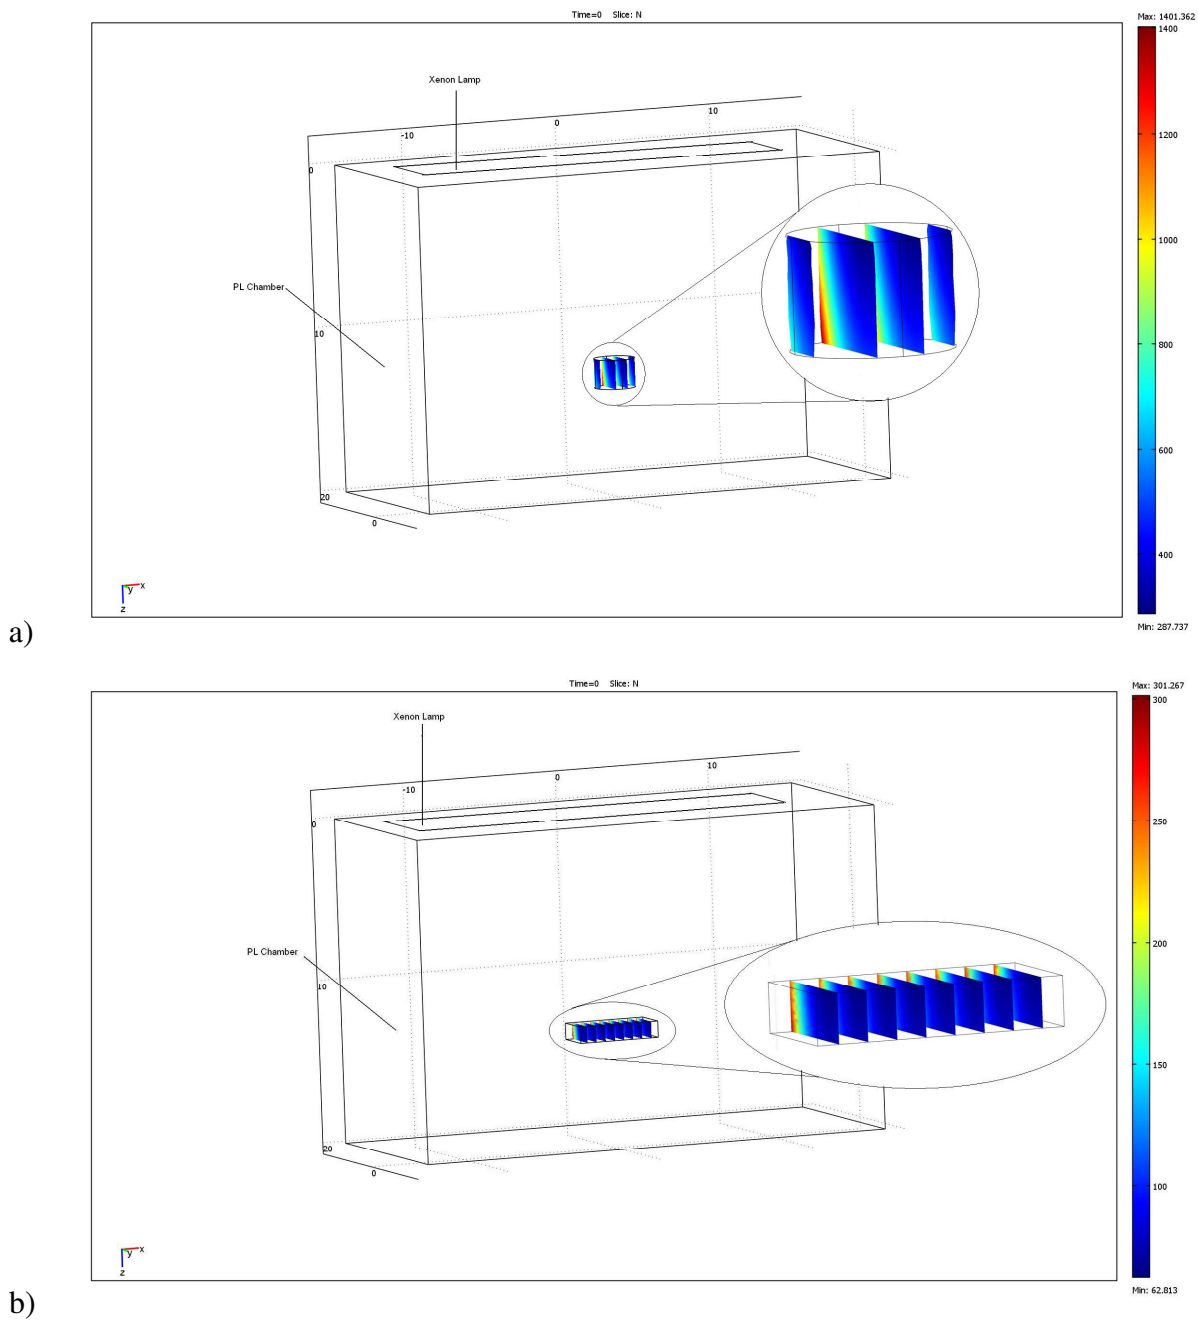 Time=0 Slice: N
Max: 1401.362
1400
Xenon Lamp
-10
0
10
1200
0
1000
PL Chamber
10
800
600
20
0
400
x
y
z
Min: 287.737
a)
Time=0 Slice: N
Max: 301.267
300
Xenon Lamp
-10
0
10
0
250
200
PL Chamber
10
150
20
0
100
x
y
z
Min: 62.813
b)